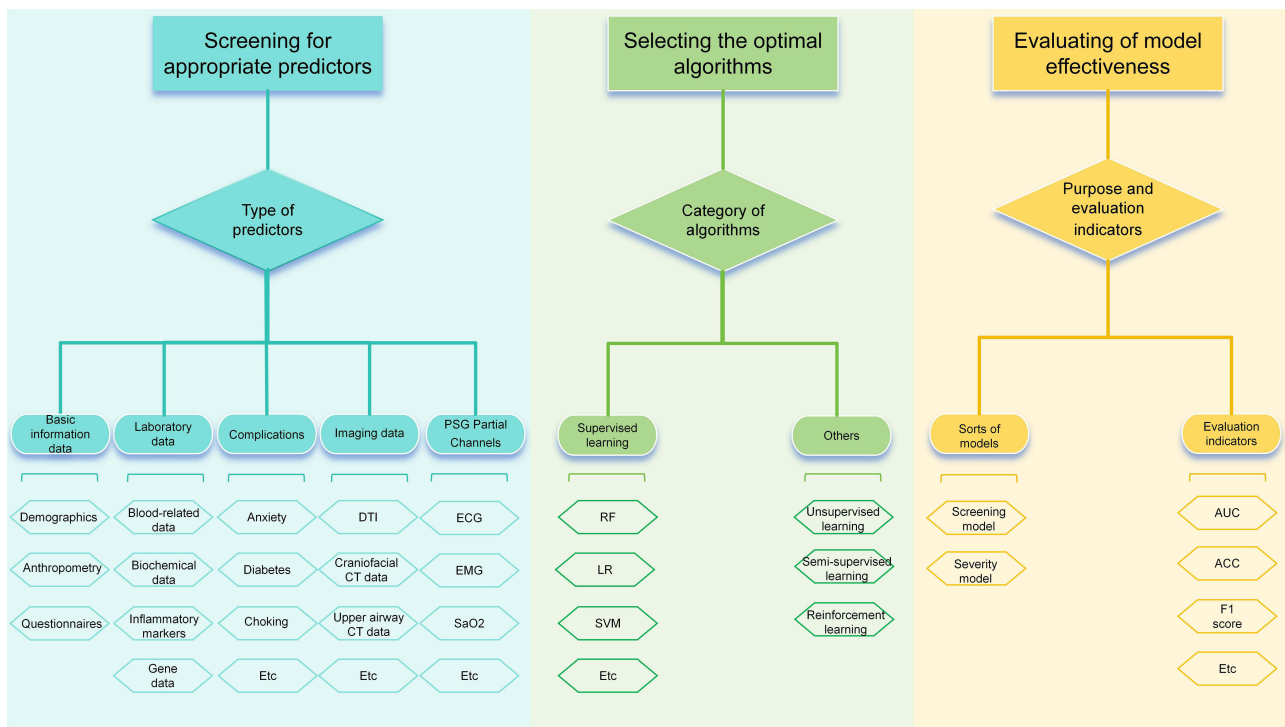 Screening for
appropriate predictors
Selecting the optimal
algorithms
Evaluating of model
effectiveness
Type of
predictors
Category of
algorithms
Purpose and
evaluation
indicators
Basic
information
data
Laboratory
data
Complications
Imaging data
PSG Partial
Channels
Supervised
learning
Others
Sorts of
models
Evaluation
indicators
Demographics
Anthropometry
Questionnaires
Blood-related
data
Biochemical
data
Inflammatory
markers
Gene
data
Anxiety
Diabetes
Choking
Etc
DTI
Craniofacial
CT data
Upper airway
CT data
Etc
ECG
EMG
SaO2
Etc
RF
LR
SVM
Etc
Unsupervised
learning
Semi-supervised
learning
Reinforcement
learning
Screening
model
Severity
model
AUC
ACC
F1
score
Etc